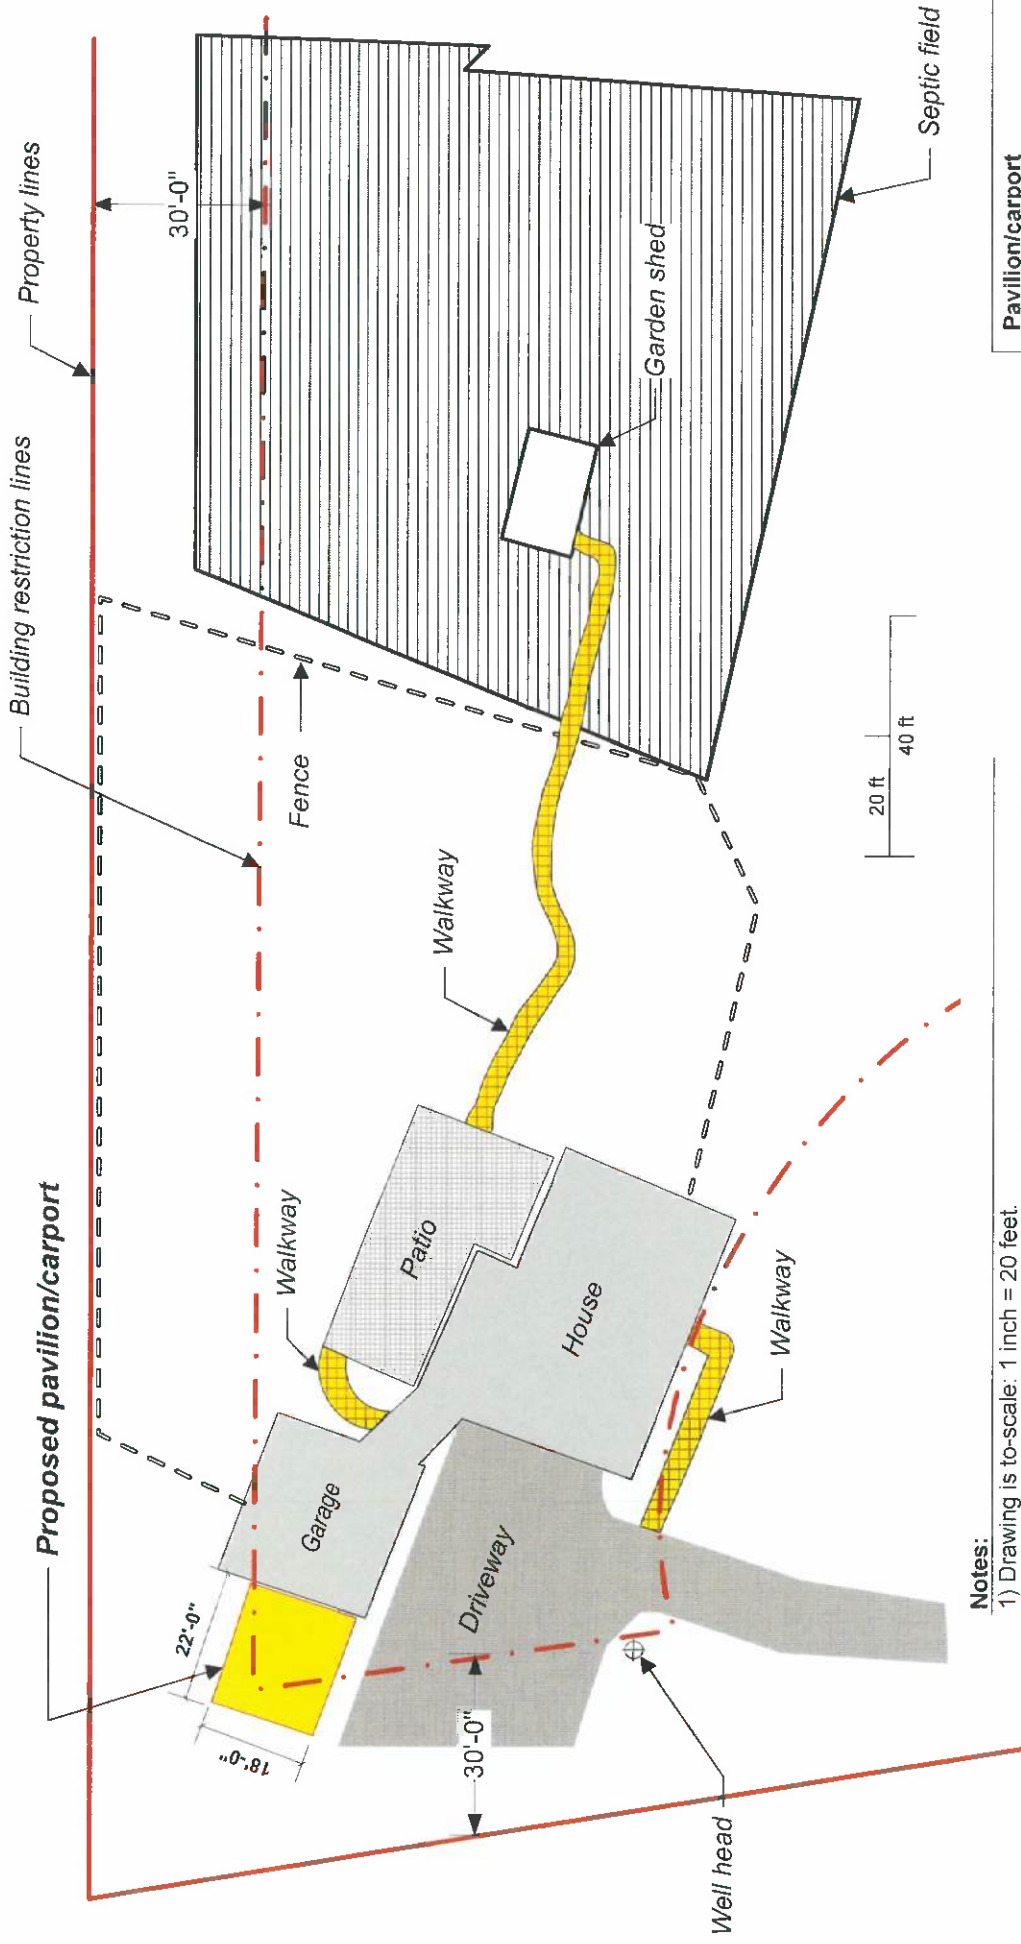 Property lines
Building restriction lines
Proposed pavilion/carport
30'-0"
Fence
Walkway
Walkway
Garden shed
Septic field
22'-0"
18'-0"
Garage
Patio
House
Driveway
30'-0"
Walkway
Well head
20 ft
40 ft
Notes:
1) Drawing is to-scale: 1 inch = 20 feet.
Pavilion/carport